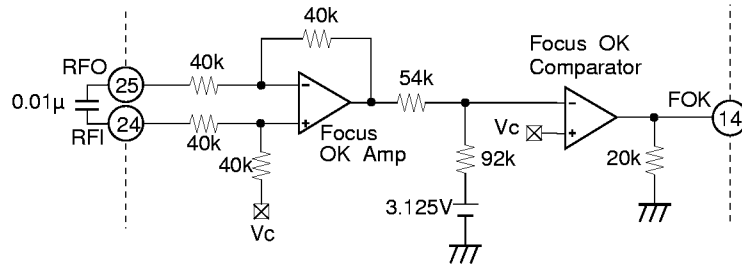 40k
Focus OK
Comparator
RFO
25
40k
54k
FOK
0.01µ
Vc
14
RFI
24
40k
40k
Focus
OK Amp
92k
20k
3.125V
Vc